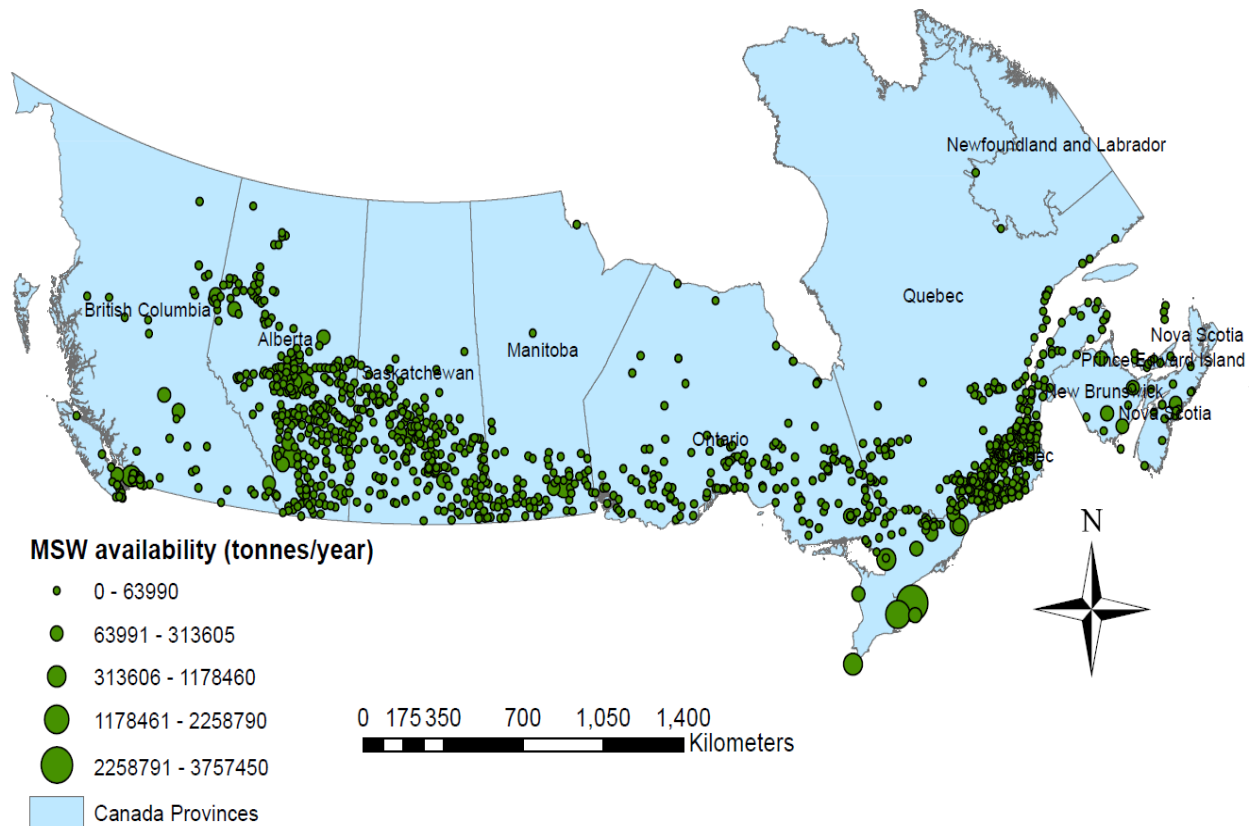 Newfoundland and Labrador
Quebec
British Columbia
Alberta
Saskatchewan
Manitoba
Nova Scotia
Prince Edward Island
New Brunswick
Nova Scotia
Ontario
Quebec
N
MSW availability (tonnes/year)
0 - 63990
63991 - 313605
313606 - 1178460
1178461 - 2258790
2258791 - 3757450
Canada Provinces
0 175 350 700 1,050 1,400
Kilometers